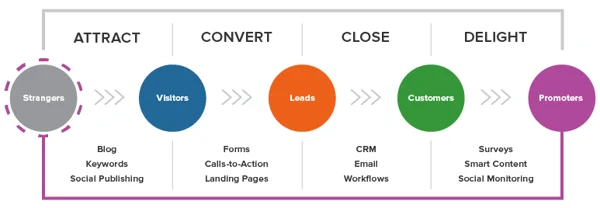 ATTRACT
CONVERT
CLOSE
DELIGHT
Strangers
Visitors
Leads
Customers
Promoters
Blog
Keywords
Social Publishing
Forms
Calls-to-Action
Landing Pages
CRM
Email
Workflows
Surveys
Smart Content
Social Monitoring